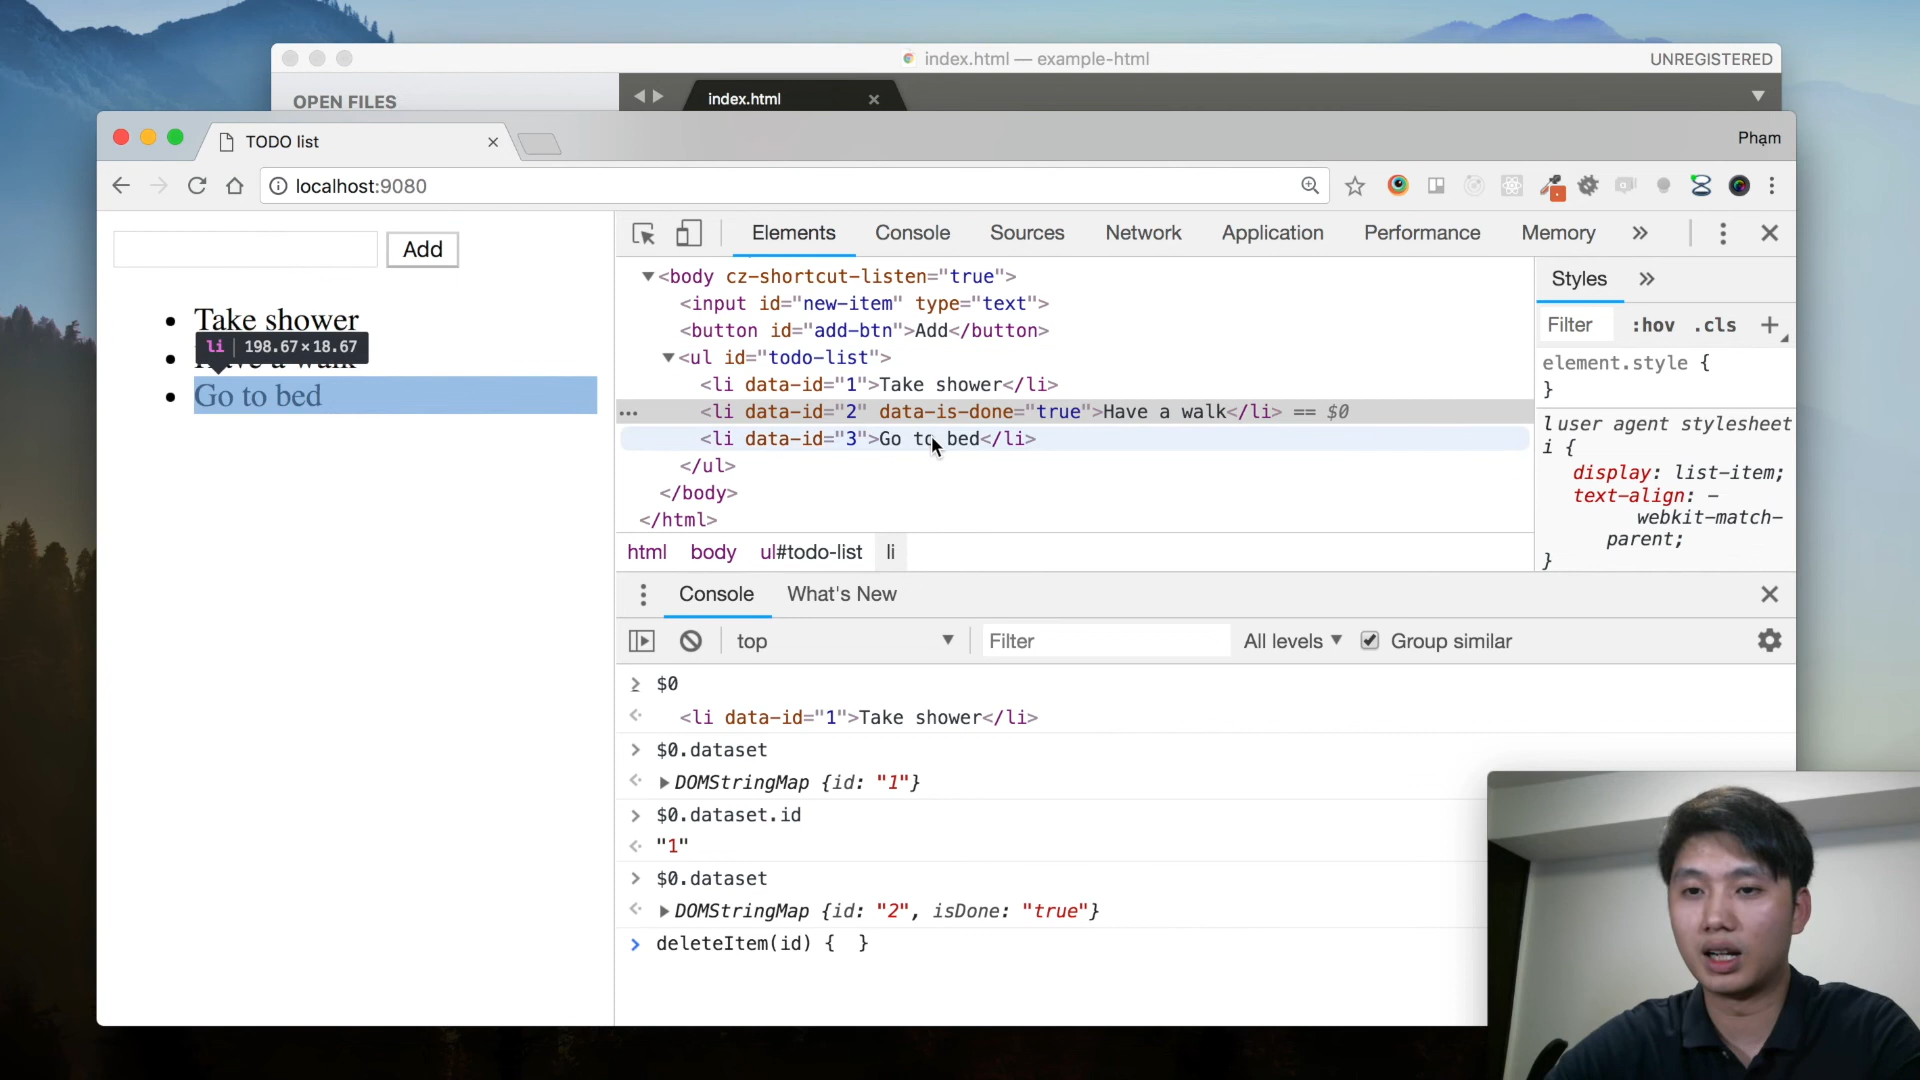 index.html — example-html
UNREGISTERED
OPEN FILES
index.html
TODO list
Phạm
localhost:9080
Add
Take shower
li 198.67×18.67
Go to bed
Elements Console Sources Network Application Performance Memory
<body cz-shortcut-listen="true">
<input id="new-item" type="text">
<button id="add-btn">Add</button>
<ul id="todo-list">
<li data-id="1">Take shower</li>
<li data-id="2" data-is-done="true">Have a walk</li> == $0
<li data-id="3">Go to bed</li>
</ul>
</body>
</html>
html body ul#todo-list li
Styles
Filter :hov .cls
element.style {
}
l user agent stylesheet
i {
display: list-item;
text-align: -
webkit-match-
parent;
}
Console What's New
top Filter All levels Group similar
$0
<li data-id="1">Take shower</li>
$0.dataset
DOMStringMap {id: "1"}
$0.dataset.id
"1"
$0.dataset
DOMStringMap {id: "2", isDone: "true"}
deleteItem(id) { }